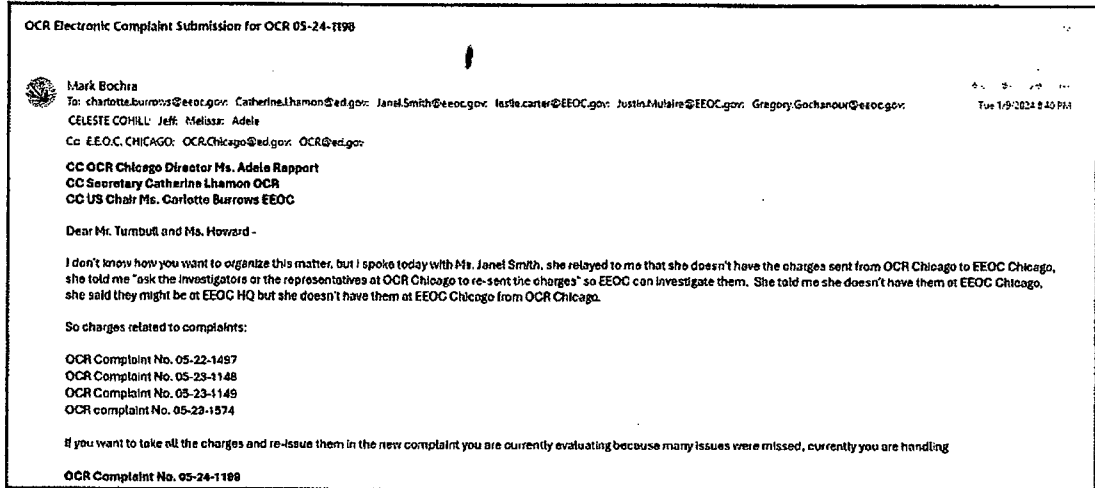 OCR Electronic Complaint Submission for OCR 05-24-1198
Mark Bochra
To: charlotte.burrows@eeoc.gov; Catherine.Lhamon@ed.gov; Janel.Smith@eeoc.gov; leslie.carter@EEOC.gov; Justin.Mulaire@EEOC.gov; Gregory.Gochanour@eeoc.gov;
Tue 1/9/2024 8:40 PM
CELESTE COHILL; Jeff; Melissa; Adele
Cc: E.E.O.C. CHICAGO; OCR.Chicago@ed.gov; OCR@ed.gov
CC OCR Chicago Director Ms. Adele Rapport
CC Secretary Catherine Lhamon OCR
CC US Chair Ms. Carlotte Burrows EEOC
Dear Mr. Turnbull and Ms. Howard -
I don't know how you want to organize this matter, but I spoke today with Ms. Janel Smith, she relayed to me that she doesn't have the charges sent from OCR Chicago to EEOC Chicago,
she told me "ask the investigators or the representatives at OCR Chicago to re-sent the charges" so EEOC can investigate them. She told me she doesn't have them at EEOC Chicago,
she said they might be at EEOC HQ but she doesn't have them at EEOC Chicago from OCR Chicago.
So charges related to complaints:
OCR Complaint No. 05-22-1497
OCR Complaint No. 05-23-1148
OCR Complaint No. 05-23-1149
OCR complaint No. 05-23-1574
If you want to take all the charges and re-issue them in the new complaint you are currently evaluating because many issues were missed, currently you are handling
OCR Complaint No. 05-24-1198